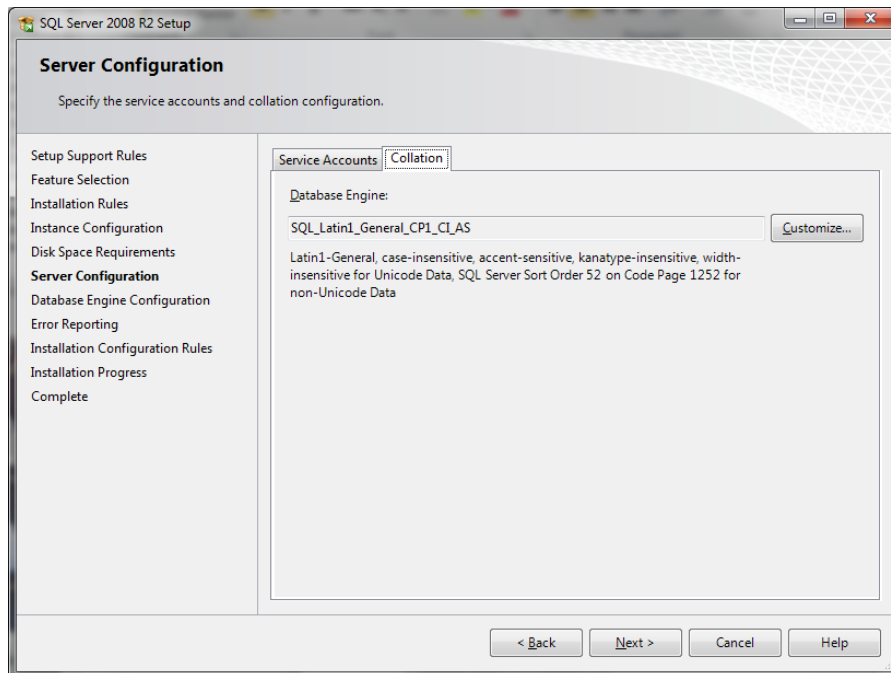 SQL Server 2008 R2 Setup
Server Configuration
Specify the service accounts and collation configuration.
Setup Support Rules
Feature Selection
Installation Rules
Instance Configuration
Disk Space Requirements
Server Configuration
Database Engine Configuration
Error Reporting
Installation Configuration Rules
Installation Progress
Complete
Service Accounts
Collation
Database Engine:
SQL_Latin1_General_CP1_CI_AS
Customize...
Latin1-General, case-insensitive, accent-sensitive, kanatype-insensitive, width-
insensitive for Unicode Data, SQL Server Sort Order 52 on Code Page 1252 for
non-Unicode Data
< Back
Next >
Cancel
Help